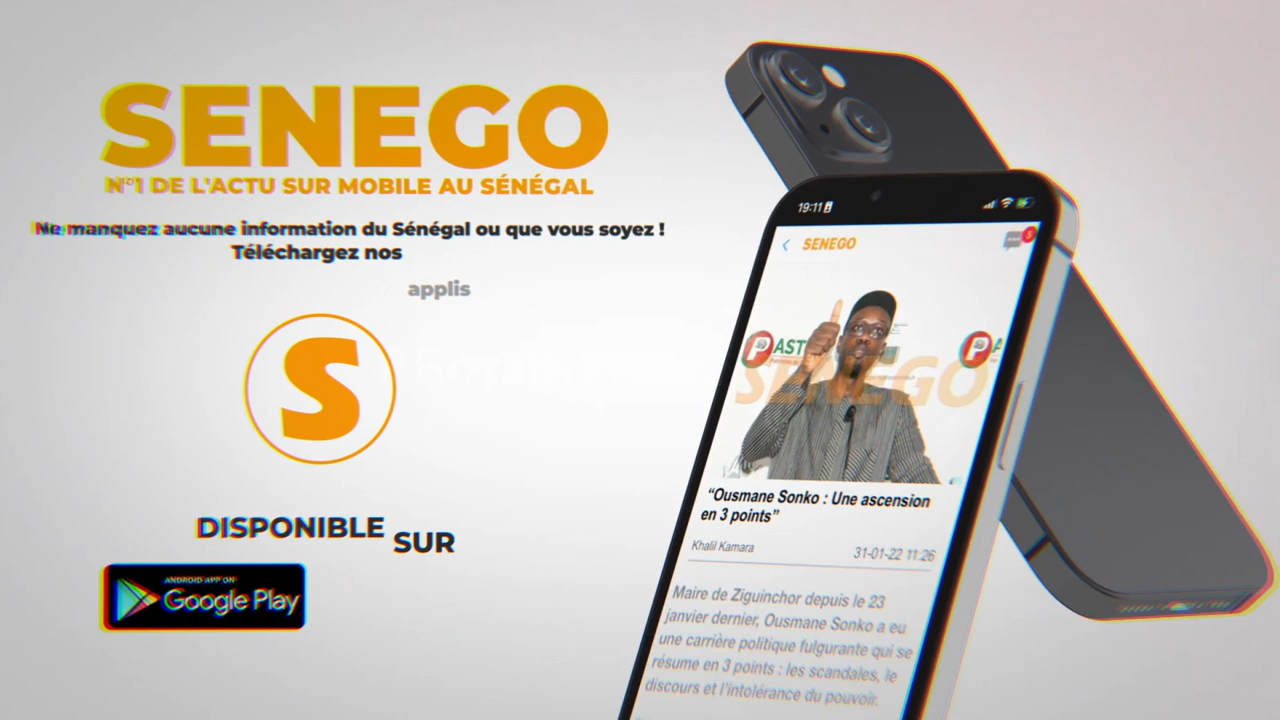 SENEGO
N°1 DE L'ACTU SUR MOBILE AU SÉNÉGAL
Ne manquez aucune information du Sénégal ou que vous soyez !
Téléchargez nos
applis
S
DISPONIBLE SUR
ANDROID APP ON
Google Play
19:11
SENEGO
5
PAST
PA
SENEGO
“Ousmane Sonko : Une ascension
en 3 points”
Khalil Kamara 31-01-22 11:26
Maire de Ziguinchor depuis le 23
janvier dernier, Ousmane Sonko a eu
une carrière politique fulgurante qui se
résume en 3 points : les scandales, le
discours et l'intolérance du pouvoir.